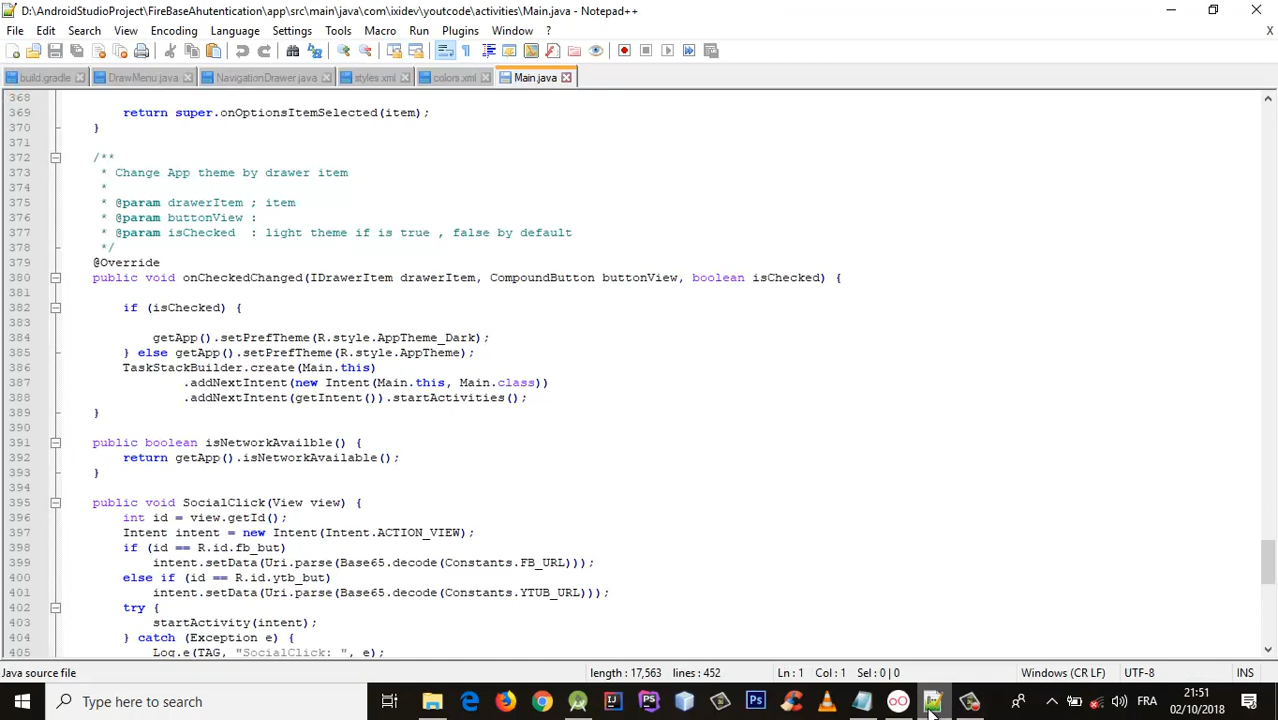 D:\AndroidStudioProject\FireBaseAhutentication\app\src\main\java\com\ixidev\youtcode\activities\Main.java - Notepad++
File Edit Search View Encoding Language Settings Tools Macro Run Plugins Window ? X
build.gradle DrawMenu.java NavigationDrawer.java styles.xml colors.xml Main.java
368
369 return super.onOptionsItemSelected(item);
370 }
371
372 /**
373 * Change App theme by drawer item
374 *
375 * @param drawerItem ; item
376 * @param buttonView :
377 * @param isChecked  : light theme if is true , false by default
378 */
379 @Override
380 public void onCheckedChanged(IDrawerItem drawerItem, CompoundButton buttonView, boolean isChecked) {
381
382 if (isChecked) {
383
384 getApp().setPrefTheme(R.style.AppTheme_Dark);
385 } else getApp().setPrefTheme(R.style.AppTheme);
386 TaskStackBuilder.create(Main.this)
387 .addNextIntent(new Intent(Main.this, Main.class))
388 .addNextIntent(getIntent()).startActivities();
389 }
390
391 public boolean isNetworkAvailble() {
392 return getApp().isNetworkAvailable();
393 }
394
395 public void SocialClick(View view) {
396 int id = view.getId();
397 Intent intent = new Intent(Intent.ACTION_VIEW);
398 if (id == R.id.fb_but)
399 intent.setData(Uri.parse(Base65.decode(Constants.FB_URL)));
400 else if (id == R.id.ytb_but)
401 intent.setData(Uri.parse(Base65.decode(Constants.YTUB_URL)));
402 try {
403 startActivity(intent);
404 } catch (Exception e) {
405 Log.e(TAG, "SocialClick: ", e);
Java source file length : 17,563 lines : 452 Ln : 1 Col : 1 Sel : 0 | 0 Windows (CR LF) UTF-8 INS
Type here to search PS Ps FRA 21:51
02/10/2018